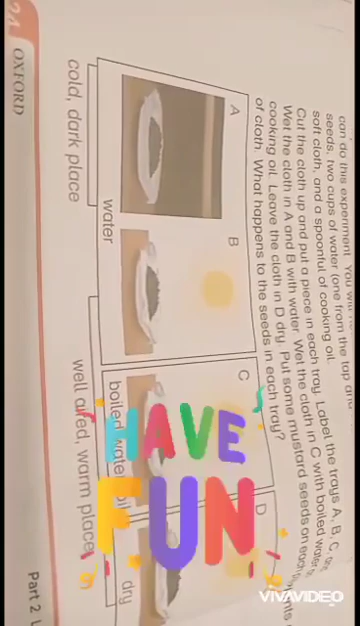 can do this experiment. You will
seeds, two cups of water (one from the tap and
soft cloth, and a spoonful of cooking oil.
Cut the cloth up and put a piece in each tray. Label the trays A, B, C,
Wet the cloth in A and B with water. Wet the cloth in C with boiled water
cooking oil. Leave the cloth in D dry. Put some mustard seeds on each
of cloth. What happens to the seeds in each tray?
A
B
C
D
water
boiled water
dry
cold, dark place
well aired, warm place
24
OXFORD
Part 2
HAVE
FUN
VIVAVIDEO